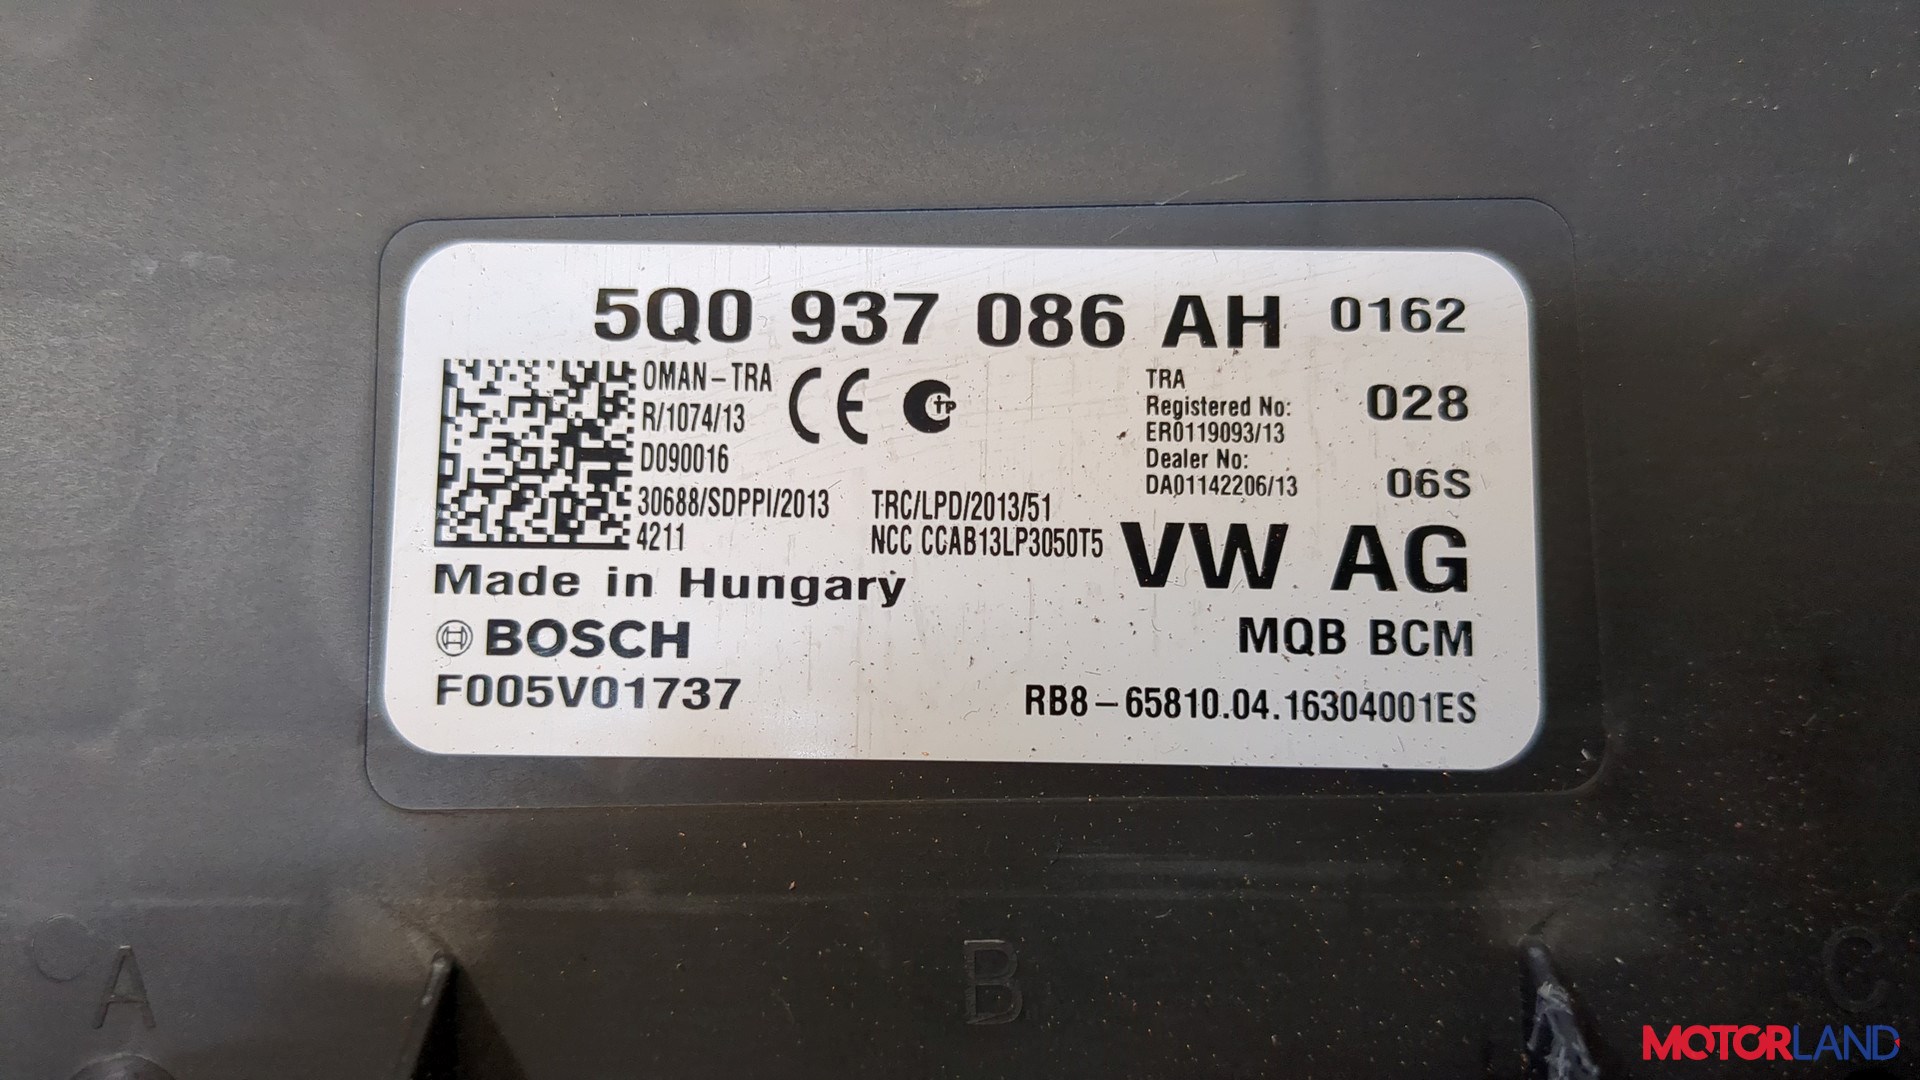 5Q0 937 086 AH 0162
OMAN-TRA
R/1074/13
D090016
30688/SDPPI/2013
4211
CE
TP
TRC/LPD/2013/51
NCC CCAB13LP3050T5
TRA
Registered No:
ER0119093/13
Dealer No:
DA01142206/13
028
06S
VW AG
Made in Hungary
BOSCH
MQB BCM
F005V01737
RB8-65810.04.16304001ES
A B C
MOTORLAND